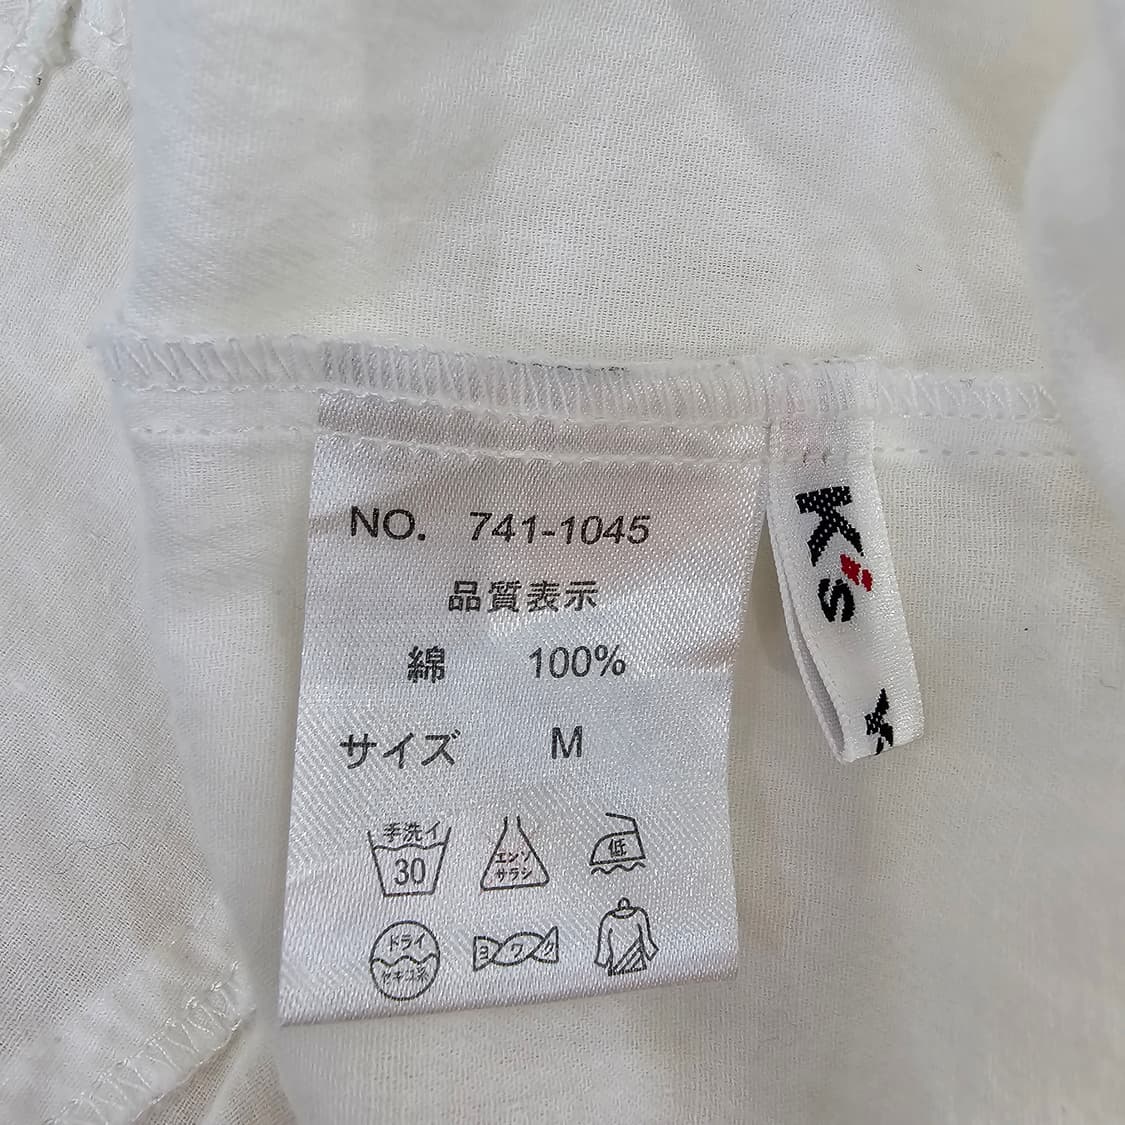 NO. 741-1045
品質表示
綿 100%
サイズ M
手洗イ
30
エンソ
サラシ
低
ドライ
セキユ系
ヨワク
K's